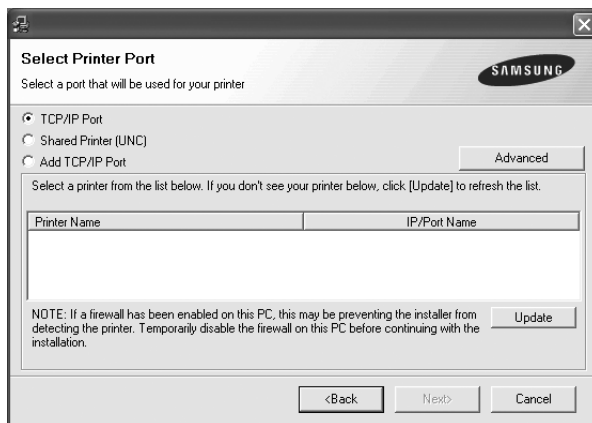 Select Printer Port
Select a port that will be used for your printer
SAMSUNG
TCP/IP Port
Shared Printer (UNC)
Add TCP/IP Port
Advanced
Select a printer from the list below. If you don't see your printer below, click [Update] to refresh the list.
Printer Name
IP/Port Name
NOTE: If a firewall has been enabled on this PC, this may be preventing the installer from
detecting the printer. Temporarily disable the firewall on this PC before continuing with the
installation.
Update
<Back
Next>
Cancel